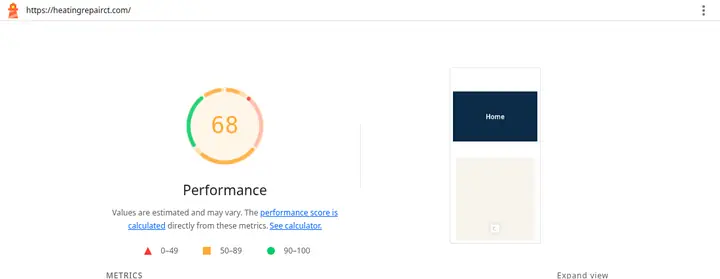 https://heatingrepairct.com/
68
Home
Performance
Values are estimated and may vary. The performance score is
calculated directly from these metrics. See calculator.
0–49
50–89
90–100
METRICS
Expand view